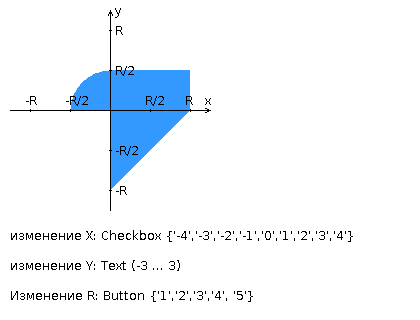 y
R
R/2
-R -R/2 R/2 R x
-R/2
-R
изменение X: Checkbox {'-4','-3','-2','-1','0','1','2','3','4'}
изменение Y: Text (-3 ... 3)
Изменение R: Button {'1','2','3','4', '5'}